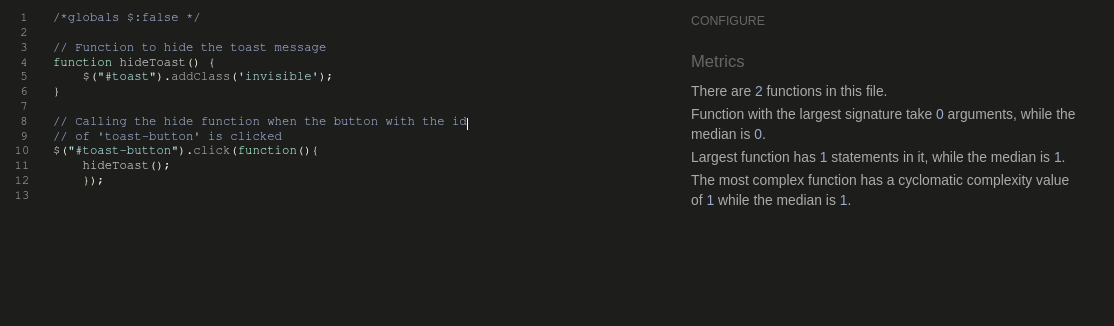 1 /*globals $:false */
2
3 // Function to hide the toast message
4 function hideToast() {
5 $("#toast").addClass('invisible');
6 }
7
8 // Calling the hide function when the button with the id
9 // of 'toast-button' is clicked
10 $("#toast-button").click(function(){
11 hideToast();
12 });
13
CONFIGURE
Metrics
There are 2 functions in this file.
Function with the largest signature take 0 arguments, while the
median is 0.
Largest function has 1 statements in it, while the median is 1.
The most complex function has a cyclomatic complexity value
of 1 while the median is 1.